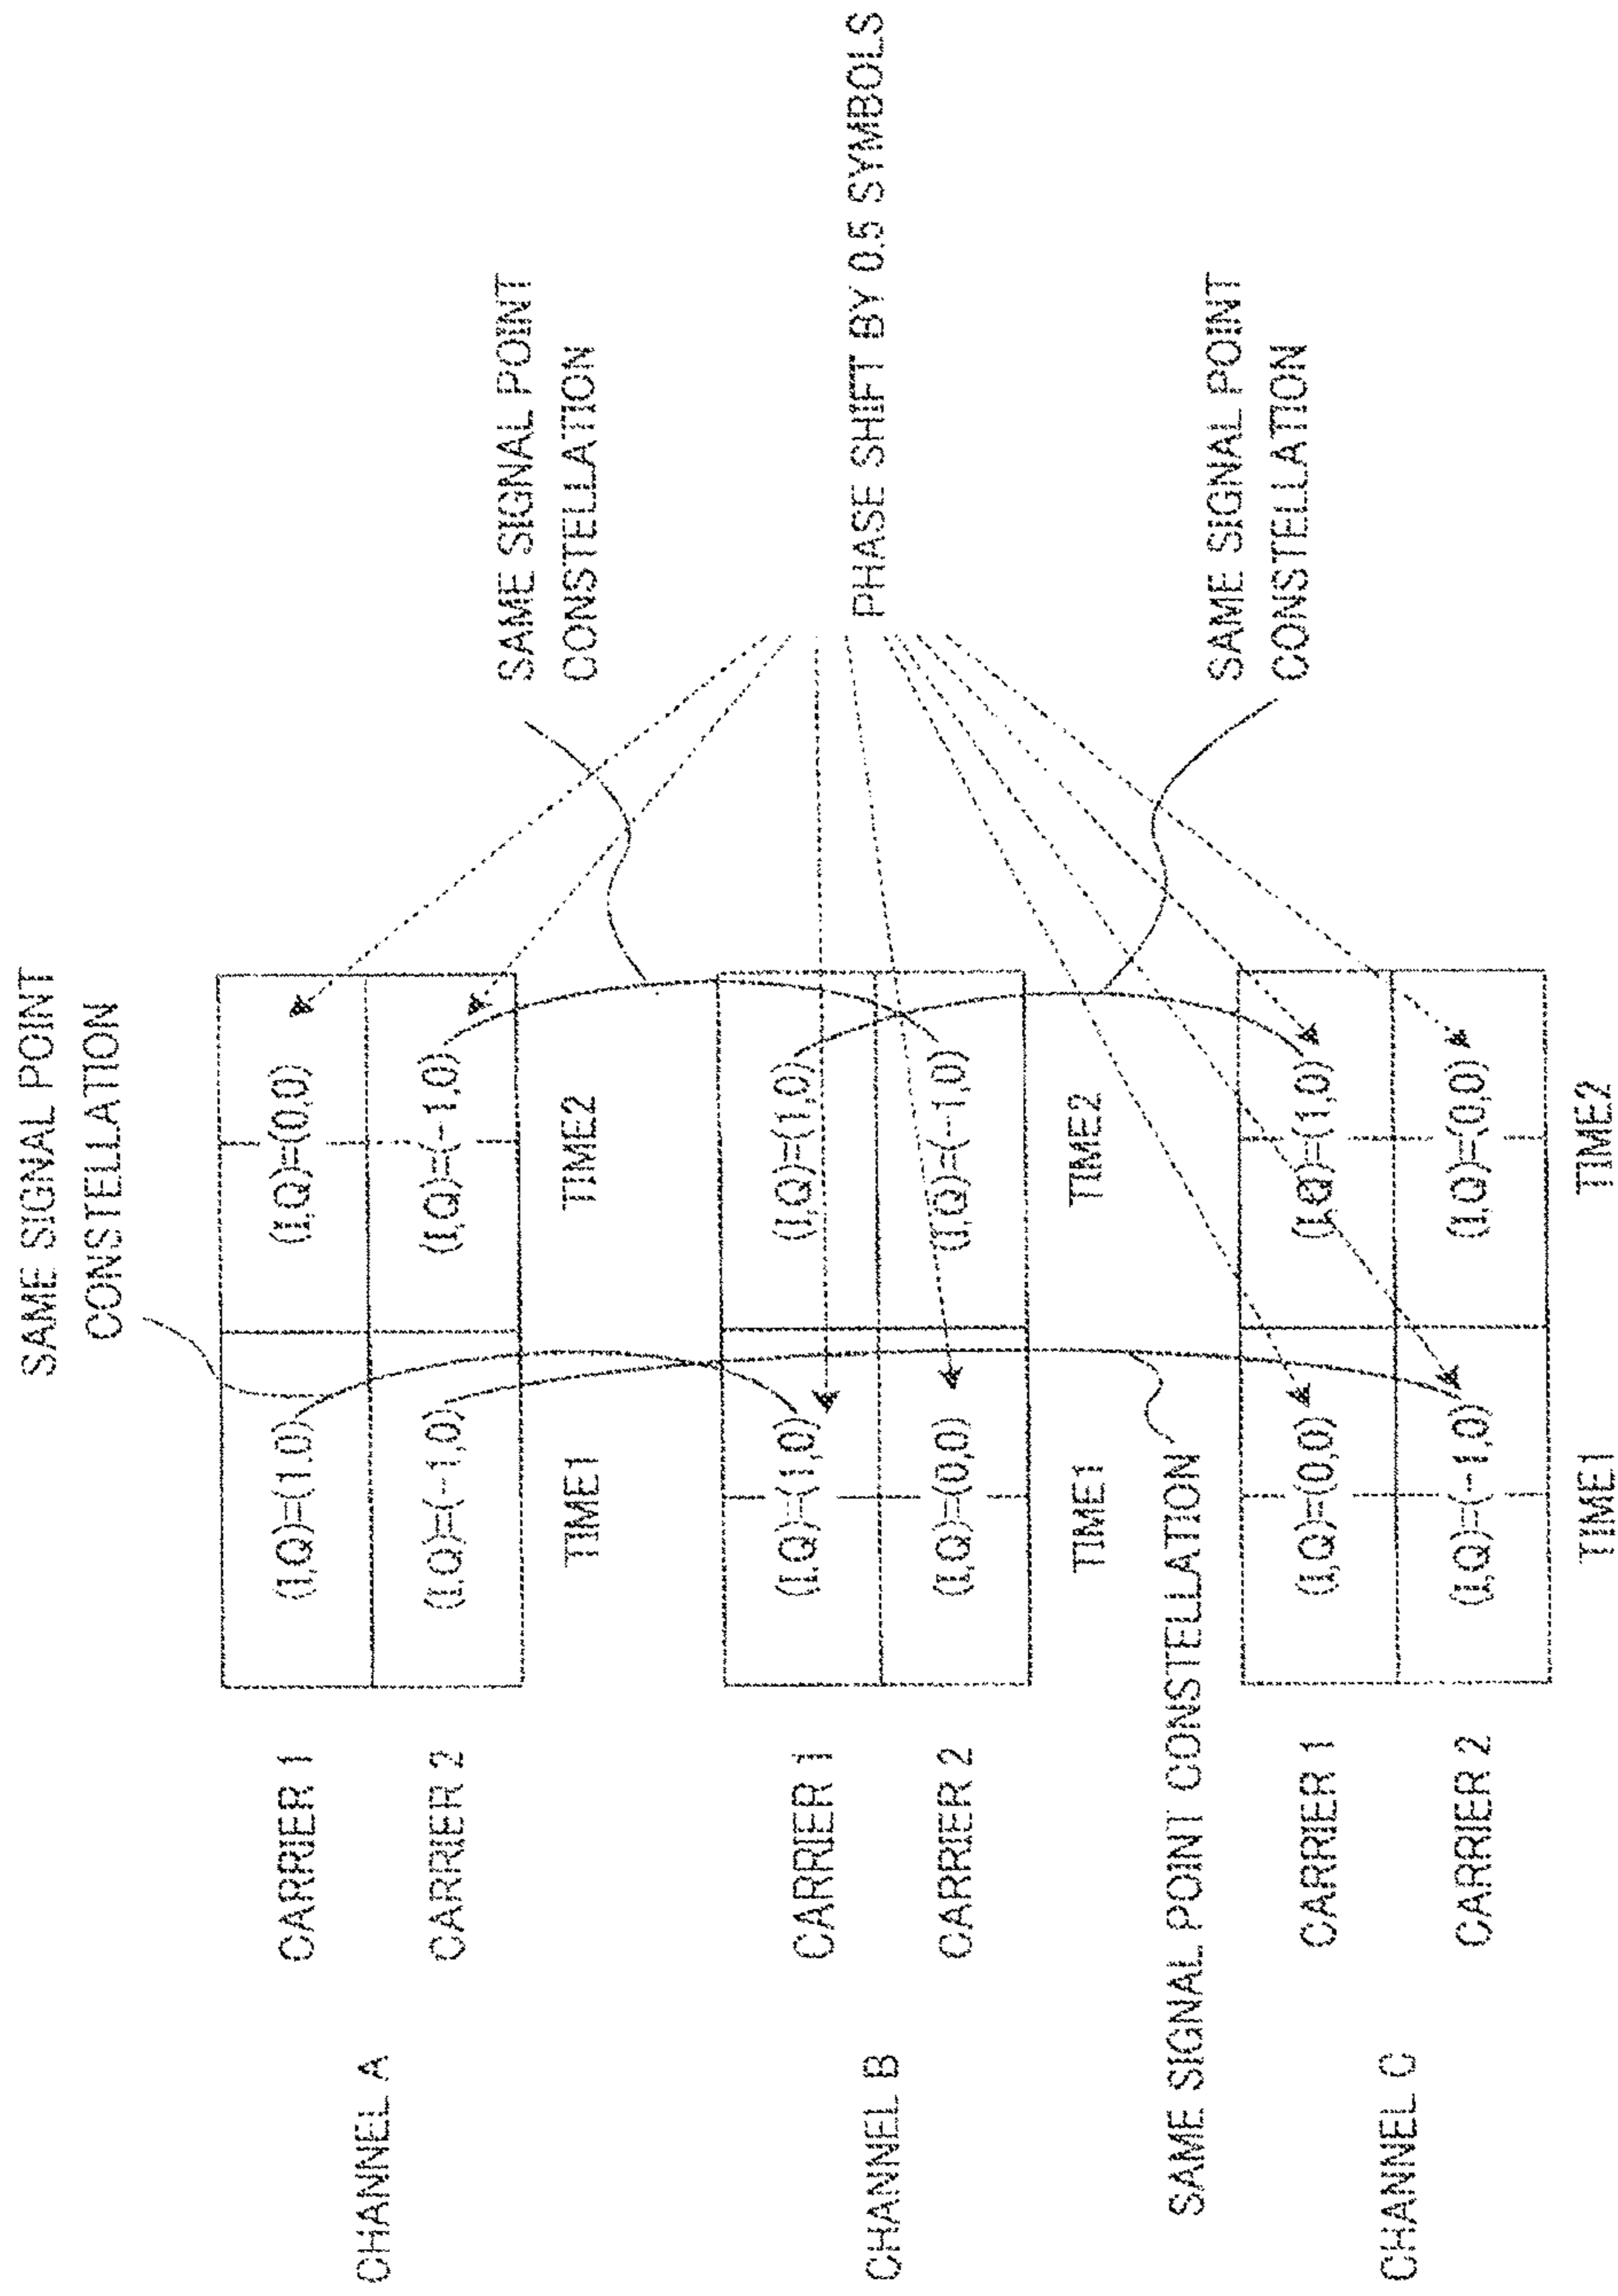 SAME SIGNAL POINT
CONSTELLATION
CHANNEL A
CARRIER 1
(I,Q)=(1,0)
(I,Q)=(0,0)
CARRIER 2
(I,Q)=(-1,0)
(I,Q)=(-1,0)
TIME1
TIME2
SAME SIGNAL POINT
CONSTELLATION
CHANNEL B
CARRIER 1
(I,Q)=(1,0)
(I,Q)=(1,0)
CARRIER 2
(I,Q)=(0,0)
(I,Q)=(-1,0)
TIME1
TIME2
PHASE SHIFT BY 0.5 SYMBOLS
SAME SIGNAL POINT CONSTELLATION
SAME SIGNAL POINT
CONSTELLATION
CHANNEL C
CARRIER 1
(I,Q)=(0,0)
(I,Q)=(1,0)
CARRIER 2
(I,Q)=(-1,0)
(I,Q)=(0,0)
TIME1
TIME2